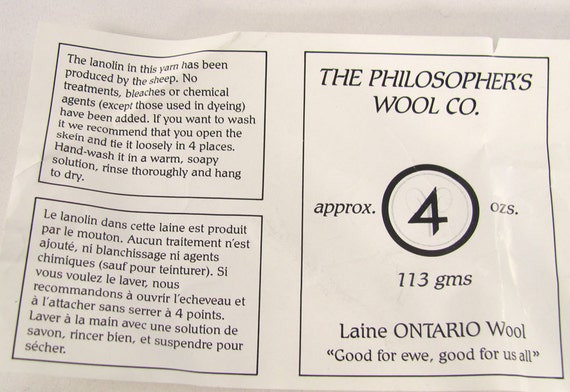 The lanolin in this yarn has been
produced by the sheep. No
treatments, bleaches or chemical
agents (except those used in dyeing)
have been added. If you want to wash
it we recommend that you open the
skein and tie it loosely in 4 places.
Hand-wash it in a warm, soapy
solution, rinse thoroughly and hang
to dry.
Le lanolin dans cette laine est produit
par le mouton. Aucun traitement n'est
ajouté, ni blanchissage ni agents
chimiques (sauf pour teinturer). Si
vous voulez le laver, nous
recommandons à ouvrir l'echeveau et
à l'attacher sans serrer à 4 points.
Laver à la main avec une solution de
savon, rincer bien, et suspendre pour
sécher.
THE PHILOSOPHER'S
WOOL CO.
approx. 4 ozs.
113 gms
Laine ONTARIO Wool
"Good for ewe, good for us all"